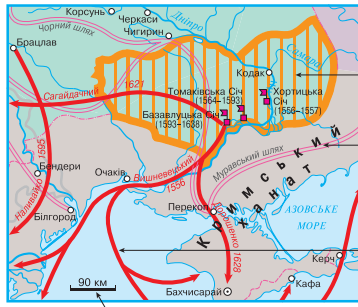 Корсунь
Черкаси
Чигирин
Дніпро
Чорний шлях
Брацлав
Самара
Кодак
Томаківська Січ
(1564–1593)
Хортицька
Січ
(1556–1557)
Базавлуцька Січ
(1593–1638)
Сагайдачний
1621
Наливайко
1595
Бендери
Очаків
Вишневецький
1556
Муравський шлях
Білгород
Перекоп
Дорошенко 1628
Кримський
ханат
АЗОВСЬКЕ
МОРЕ
Керч
Кафа
90 км
Бахчисарай